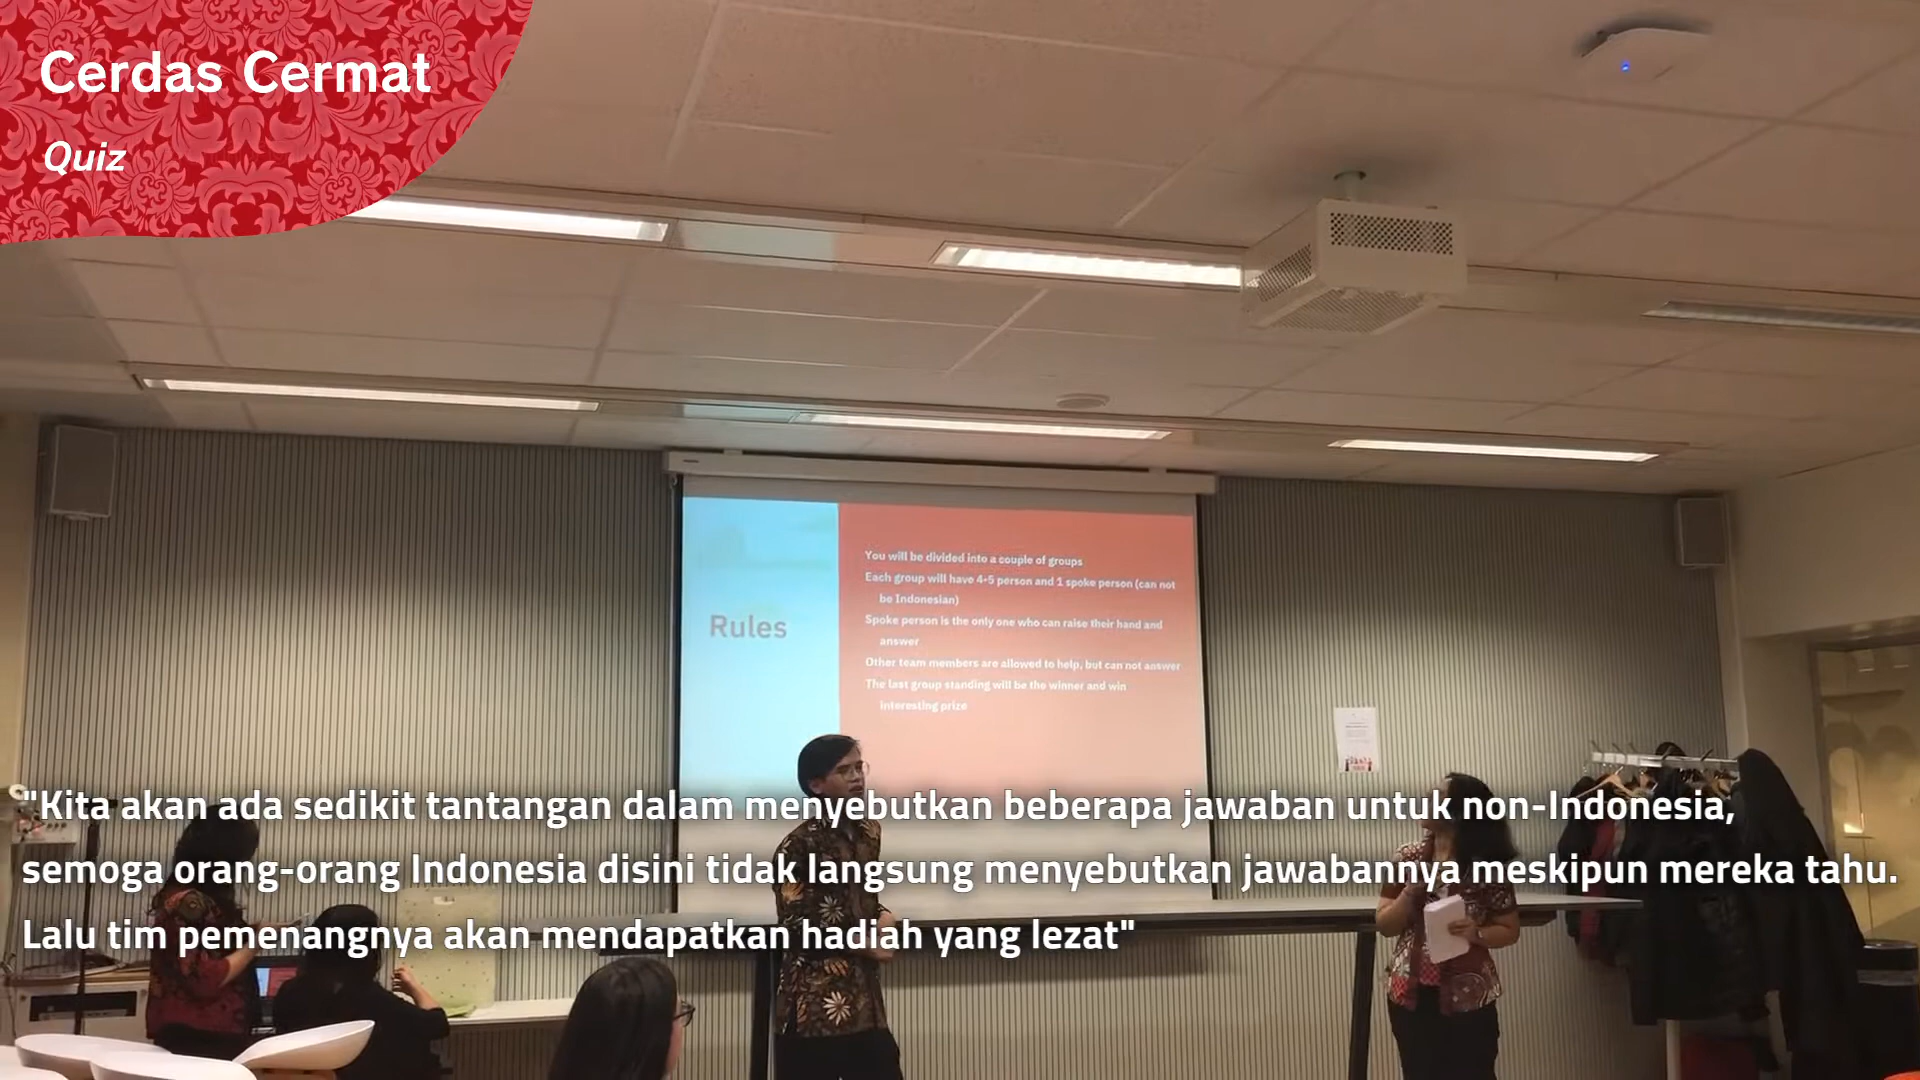 Cerdas Cermat
Quiz
Rules
You will be divided into a couple of groups
Each group will have 4-5 person and 1 spoke person (can not
be Indonesian)
Spoke person is the only one who can raise their hand and
answer
Other team members are allowed to help, but can not answer
The last group standing will be the winner and win
interesting prize
"Kita akan ada sedikit tantangan dalam menyebutkan beberapa jawaban untuk non-Indonesia,
semoga orang-orang Indonesia disini tidak langsung menyebutkan jawabannya meskipun mereka tahu.
Lalu tim pemenangnya akan mendapatkan hadiah yang lezat"